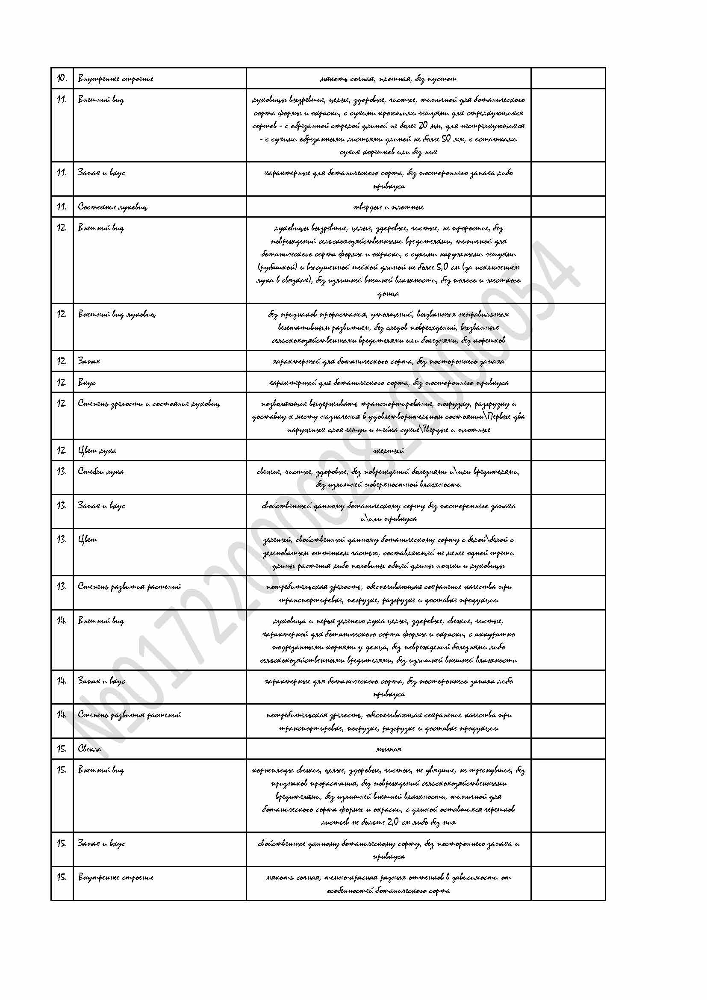 10. Внутреннее строение мякоть сочная, плотная, без пустот
11. Внешний вид луковицы вызревшие, целые, здоровые, чистые, типичной для ботанического
сорта формы и окраски, с сухими кроющими чешуями для стрелкующихся
сортов - с обрезанной стрелой длиной не более 20 мм, для нестрелкующихся
- с сухими обрезанными листьями длиной не более 50 мм, с остатками
сухих корешков или без них
11. Запах и вкус характерные для ботанического сорта, без постороннего запаха либо
привкуса
11. Состояние луковиц твердые и плотные
12. Внешний вид луковицы вызревшие, целые, здоровые, чистые, не проросшие, без
повреждений сельскохозяйственными вредителями, типичной для
ботанического сорта формы и окраски, с сухими наружными чешуями
(рубашкой) и высушенной шейкой длиной не более 5,0 см (за исключением
лука в связках), без излишней внешней влажности, без полого и жесткого
донца
12. Внешний вид луковиц без признаков прорастания, утолщений, вызванных неправильным
вегетативным развитием, без следов повреждений, вызванных
сельскохозяйственными вредителями или болезнями, без корешков
12. Запах характерный для ботанического сорта, без постороннего запаха
12. Вкус характерный для ботанического сорта, без постороннего привкуса
12. Степень зрелости и состояние луковиц позволяющие выдерживать транспортирование, погрузку, разгрузку и
доставку к месту назначения в удовлетворительном состоянии\Первые два
наружных слоя чешуи и шейка сухие\Твердые и плотные
12. Цвет лука желтый
13. Стебли лука свежие, чистые, здоровые, без повреждений болезнями и\или вредителями,
без излишней поверхностной влажности
13. Запах и вкус свойственный данному ботаническому сорту без постороннего запаха
и\или привкуса
13. Цвет зеленый, свойственный данному ботаническому сорту с белой\белой с
зеленоватым оттенком частью, составляющей не менее одной трети
длины растения либо половины общей длины ножки и луковицы
13. Степень развития растений потребительская зрелость, обеспечивающая сохранение качества при
транспортировке, погрузке, разгрузке и доставке продукции
14. Внешний вид луковица и перья зеленого лука целые, здоровые, свежие, чистые,
характерной для ботанического сорта формы и окраски, с аккуратно
подрезанными корнями у донца, без повреждений болезнями либо
сельскохозяйственными вредителями, без излишней внешней влажности
14. Запах и вкус характерные для ботанического сорта, без постороннего запаха либо
привкуса
14. Степень развития растений потребительская зрелость, обеспечивающая сохранение качества при
транспортировке, погрузке, разгрузке и доставке продукции
15. Свекла мытая
15. Внешний вид корнеплоды свежие, целые, здоровые, чистые, не увядшие, не треснувшие, без
признаков прорастания, без повреждений сельскохозяйственными
вредителями, без излишней внешней влажности, типичной для
ботанического сорта формы и окраски, с длиной оставшихся черешков
листьев не больше 2,0 см либо без них
15. Запах и вкус свойственные данному ботаническому сорту, без постороннего запаха и
привкуса
15. Внутреннее строение мякоть сочная, темно-красная разных оттенков в зависимости от
особенностей ботанического сорта
№0172200002820000054